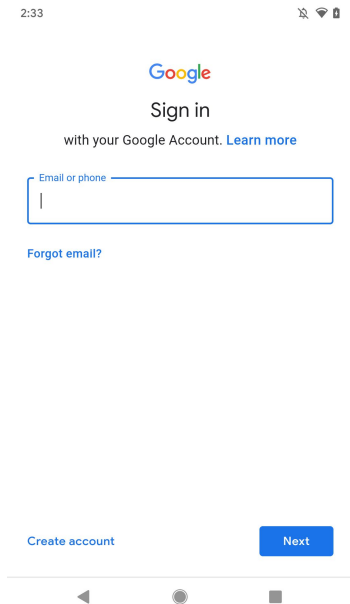 2:33
Google
Sign in
with your Google Account. Learn more
Email or phone
Forgot email?
Create account
Next